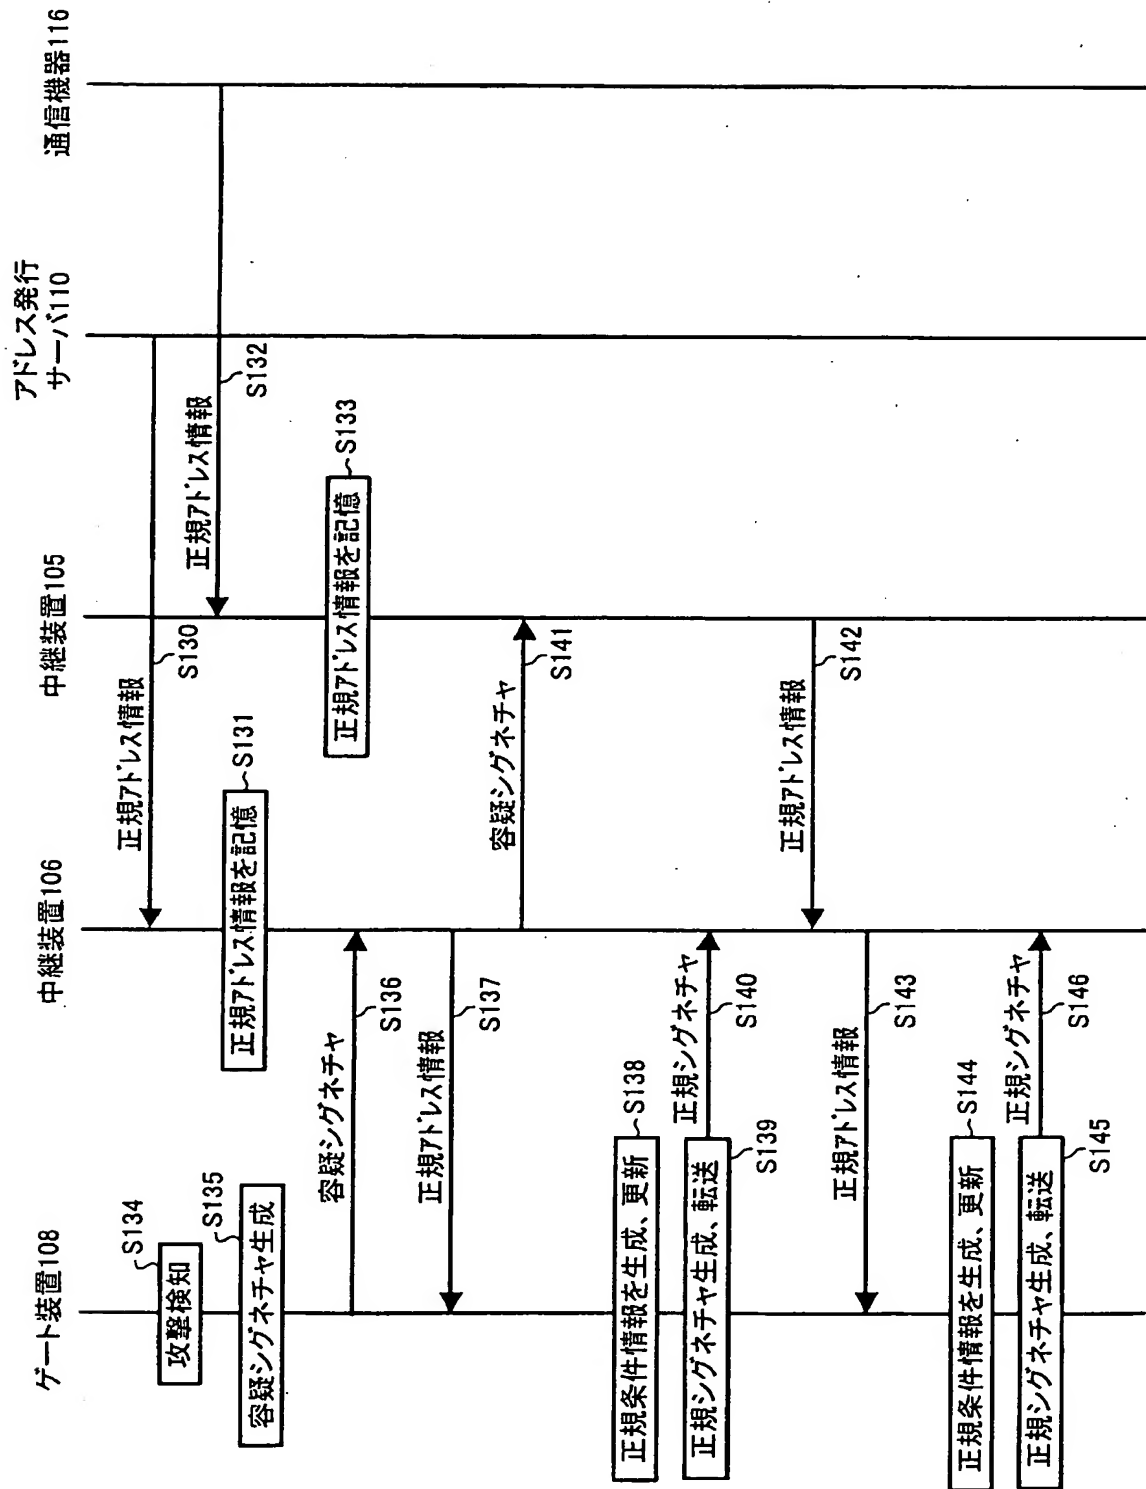 ゲート装置108
中継装置106
中継装置105
アドレス発行
サーバ110
通信機器116
正規アドレス情報
S130
正規アドレス情報を記憶
S131
正規アドレス情報
S132
正規アドレス情報を記憶
S133
攻撃検知
S134
容疑シグネチャ生成
S135
容疑シグネチャ
S136
正規アドレス情報
S137
正規条件情報を生成、更新
S138
正規シグネチャ生成、転送
S139
正規シグネチャ
S140
容疑シグネチャ
S141
正規アドレス情報
S142
正規アドレス情報
S143
正規条件情報を生成、更新
S144
正規シグネチャ生成、転送
S145
正規シグネチャ
S146